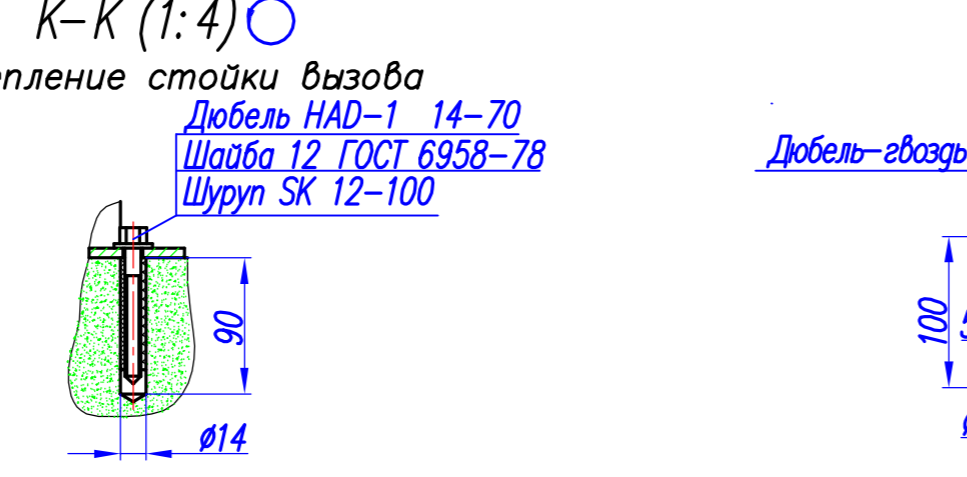 К-К (1:4)
епление стойки вызова
Дюбель HAD-1 14-70
Шайба 12 ГОСТ 6958-78
Шуруп SK 12-100
Дюбель-гвоздь
90
100
ø14